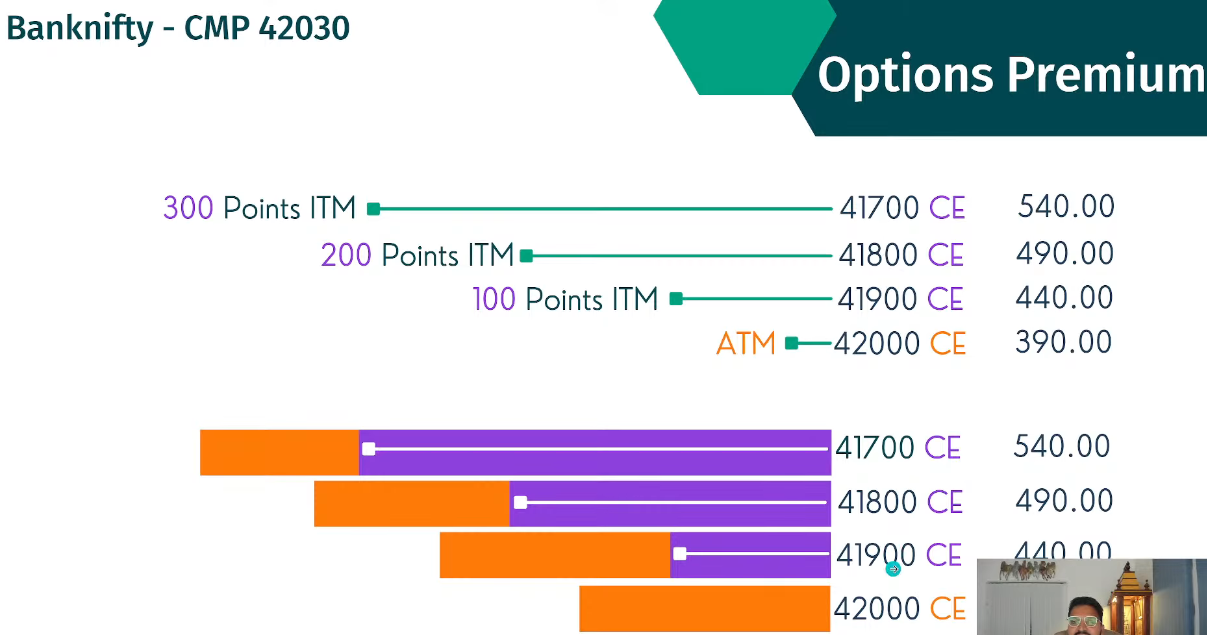 Banknifty - CMP 42030
Options Premium
300 Points ITM 41700 CE 540.00
200 Points ITM 41800 CE 490.00
100 Points ITM 41900 CE 440.00
ATM 42000 CE 390.00
41700 CE 540.00
41800 CE 490.00
41900 CE 440.00
42000 CE